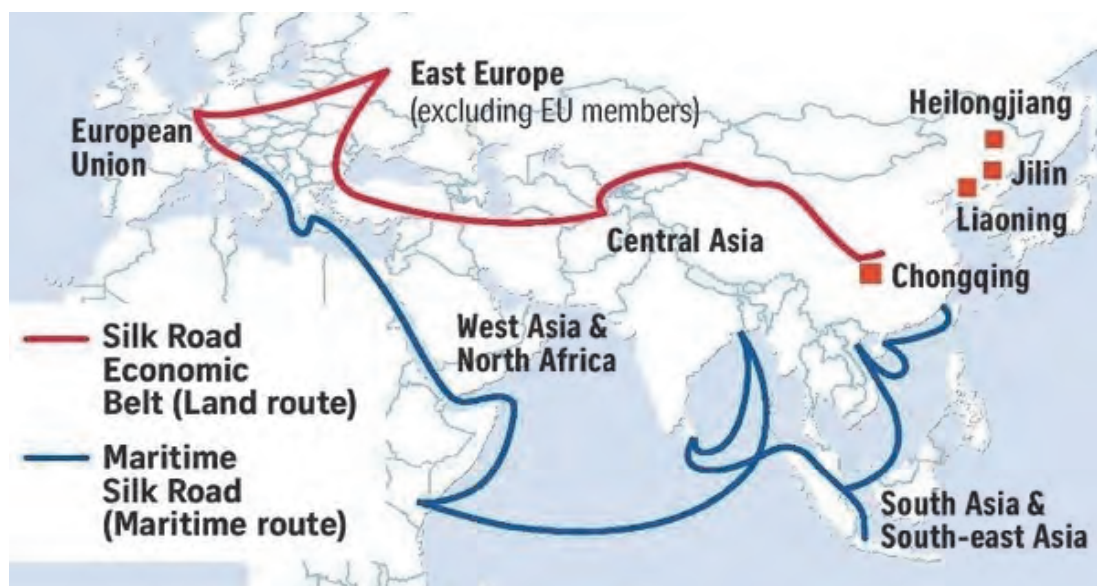 East Europe
(excluding EU members)
European
Union
Heilongjiang
Jilin
Liaoning
Central Asia
Chongqing
West Asia &
North Africa
Silk Road
Economic
Belt (Land route)
Maritime
Silk Road
(Maritime route)
South Asia &
South-east Asia